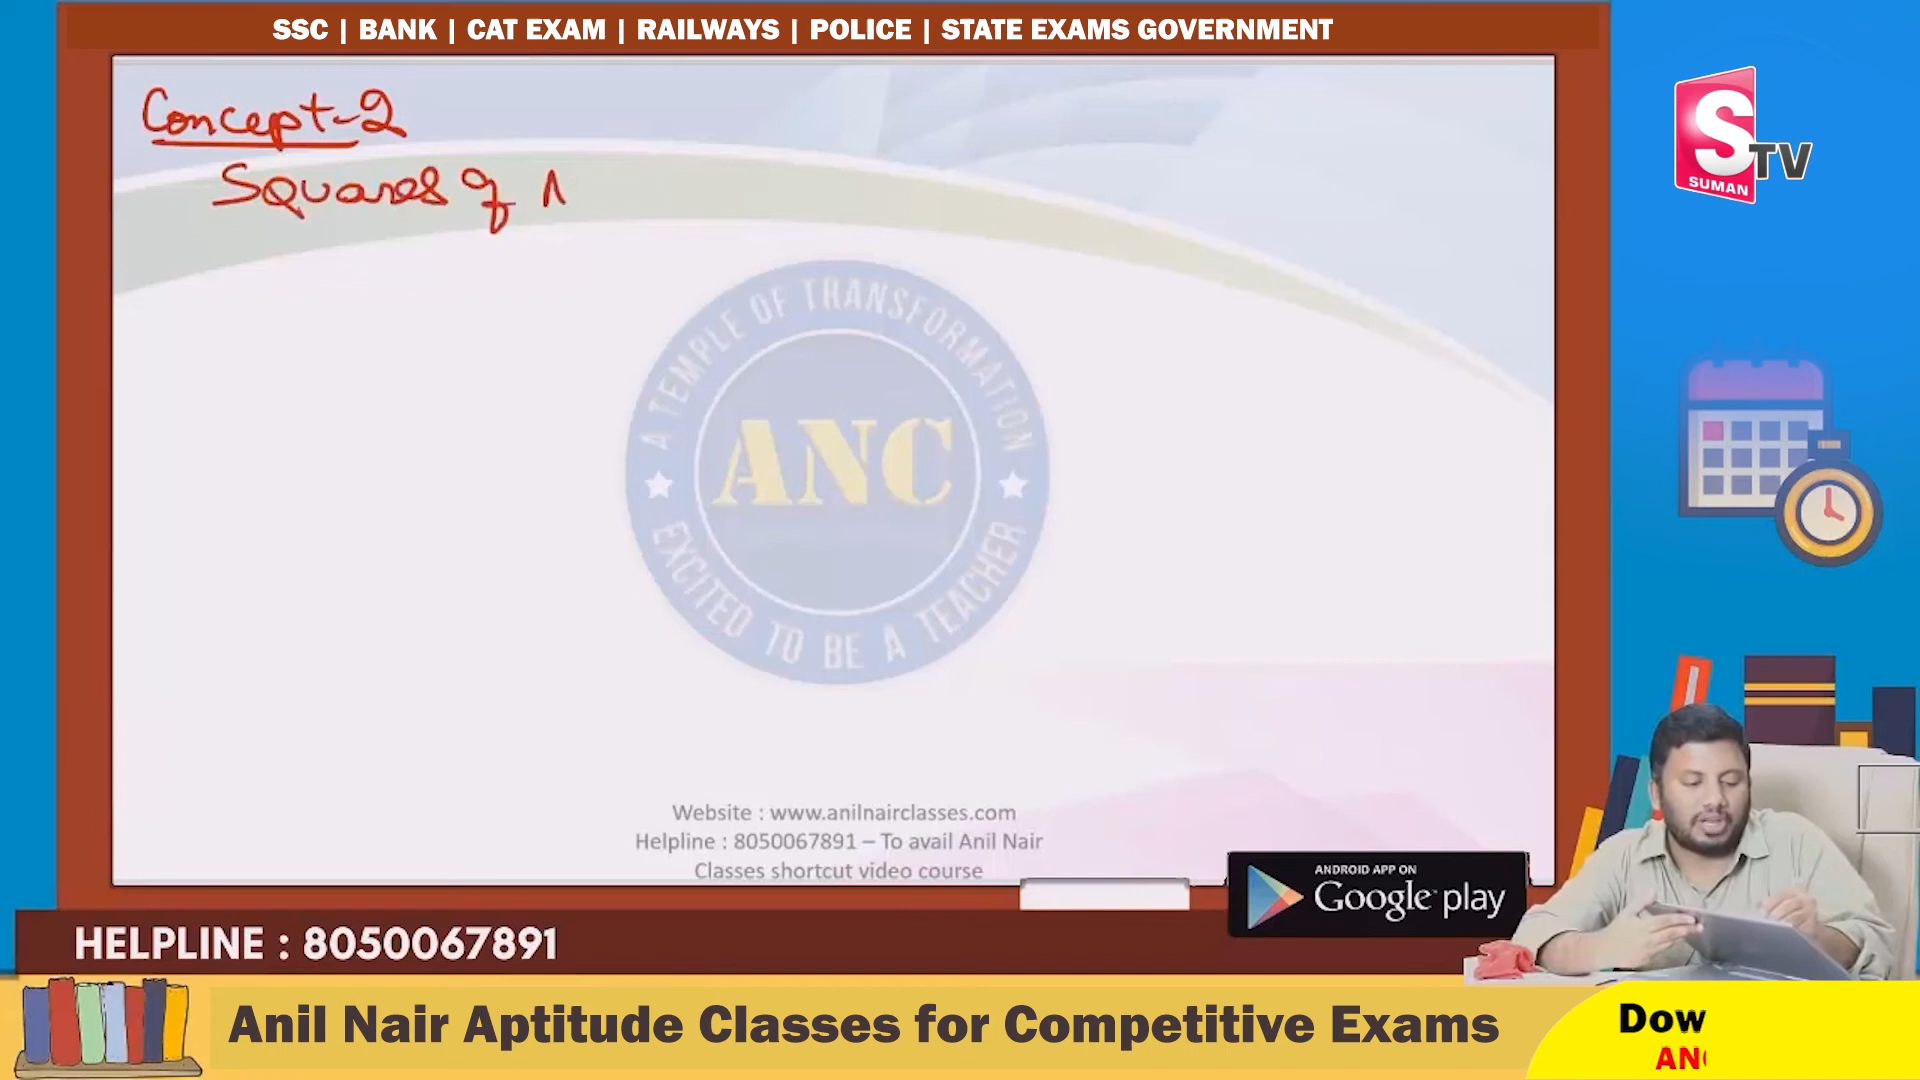 SSC | BANK | CAT EXAM | RAILWAYS | POLICE | STATE EXAMS GOVERNMENT
S TV
SUMAN
Concept-2
Squares of
A TEMPLE OF TRANSFORMATION
ANC
EXCITED TO BE A TEACHER
Website : www.anilnairclasses.com
Helpline : 8050067891 – To avail Anil Nair
Classes shortcut video course
ANDROID APP ON
Google play
HELPLINE : 8050067891
Anil Nair Aptitude Classes for Competitive Exams
Dow